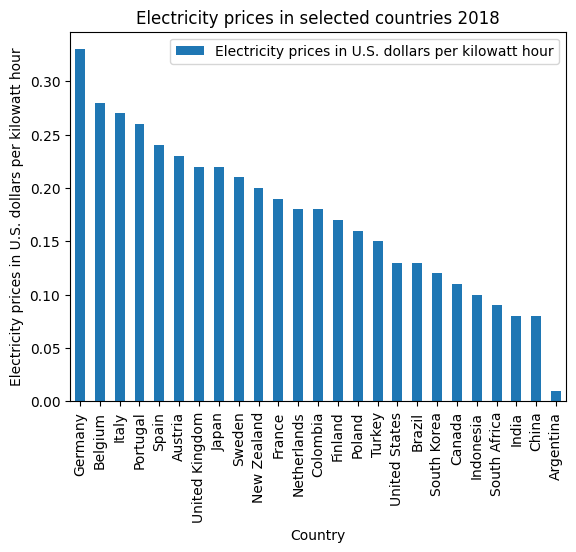 Electricity prices in selected countries 2018
Electricity prices in U.S. dollars per kilowatt hour
Electricity prices in U.S. dollars per kilowatt hour
0.30
0.25
0.20
0.15
0.10
0.05
0.00
Germany
Belgium
Italy
Portugal
Spain
Austria
United Kingdom
Japan
Sweden
New Zealand
France
Netherlands
Colombia
Finland
Poland
Turkey
United States
Brazil
South Korea
Canada
Indonesia
South Africa
India
China
Argentina
Country